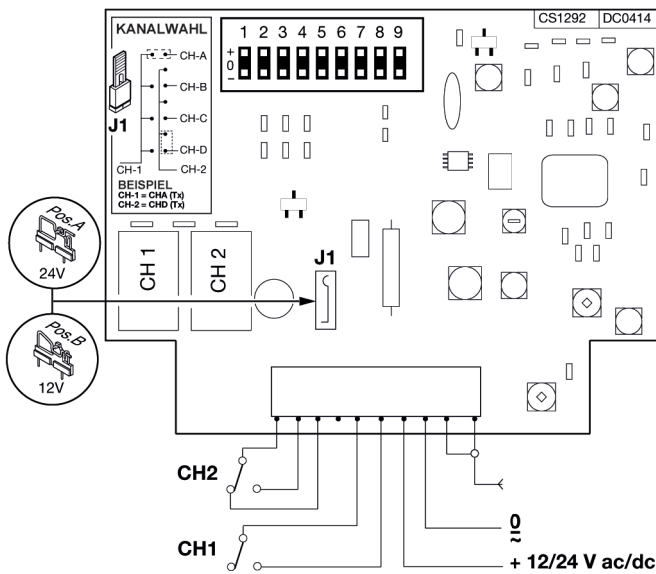 CS1292 DC0414
KANALWAHL
CH-A
CH-B
CH-C
CH-D
J1
CH-1 CH-2
BEISPIEL
CH-1 = CHA (Tx)
CH-2 = CHD (Tx)
1 2 3 4 5 6 7 8 9
+
0
-
Pos.A
24V
Pos.B
12V
CH 1
CH 2
J1
CH2
CH1
0
~
+ 12/24 V ac/dc